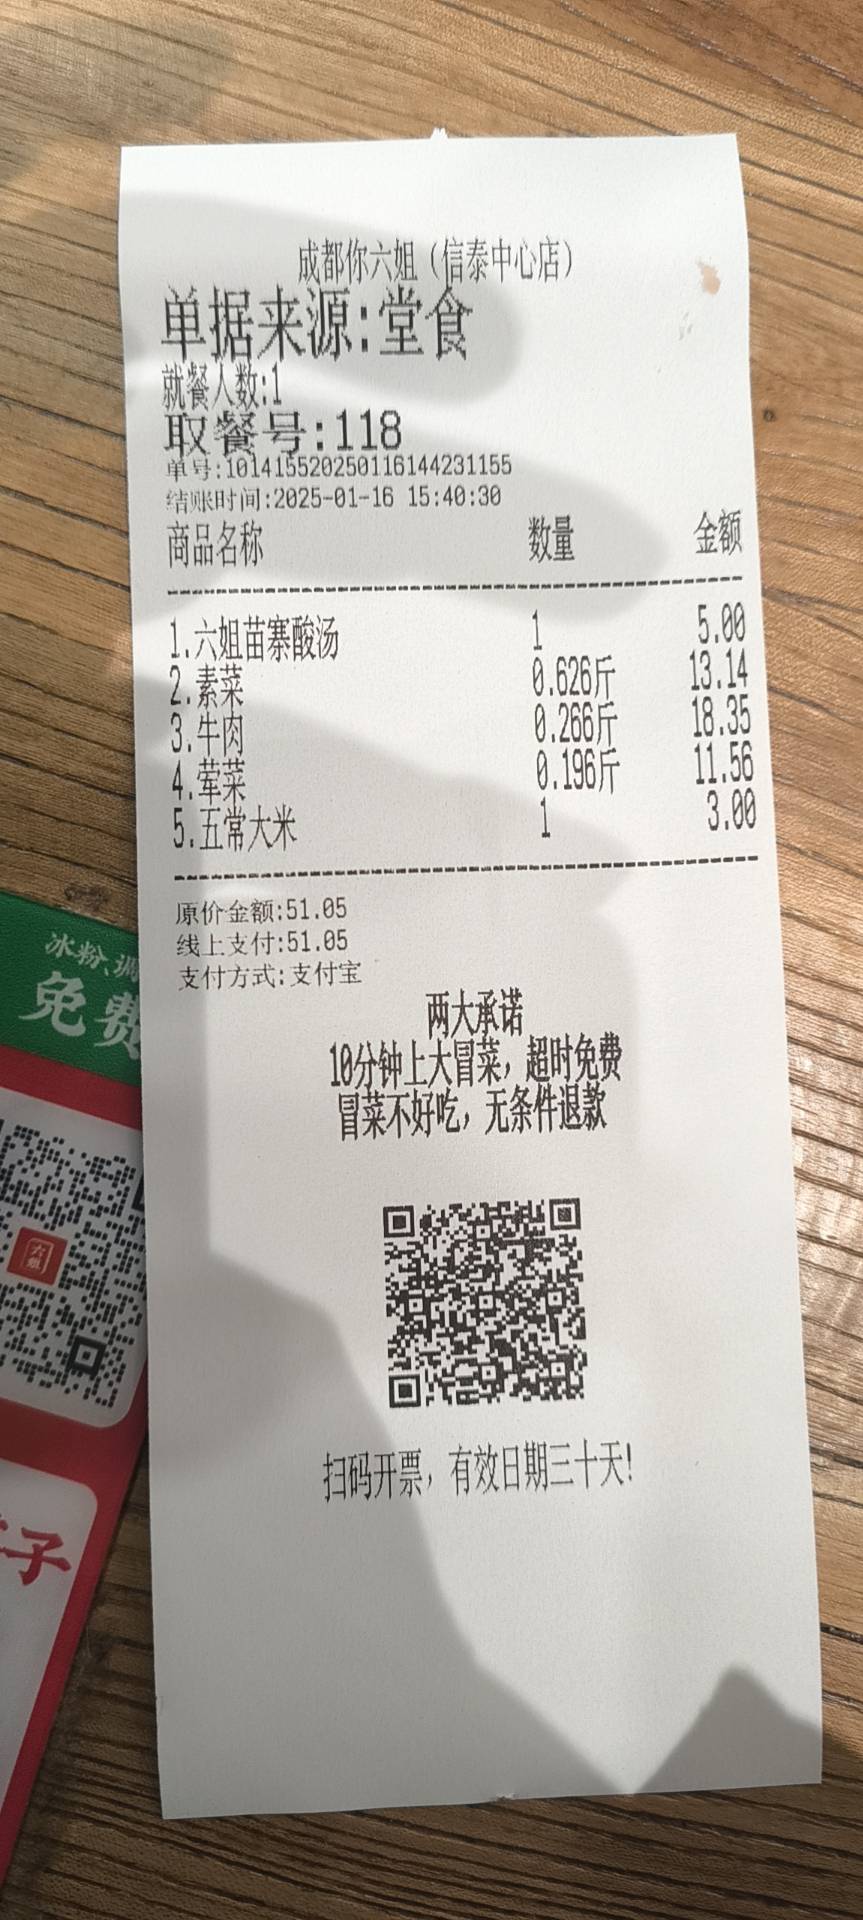 成都你六姐（信泰中心店）
单据来源:堂食
就餐人数:1
取餐号:118
单号:10141552025011614423​1155
结账时间:2025-01-16 15:40:30
商品名称 数量 金额
1.六姐苗寨酸汤 1 5.00
2.素菜 0.626斤 13.14
3.牛肉 0.266斤 18.35
4.荤菜 0.196斤 11.56
5.五常大米 1 3.00
原价金额:51.05
线上支付:51.05
支付方式:支付宝
两大承诺
10分钟上大冒菜，超时免费
冒菜不好吃，无条件退款
扫码开票，有效日期三十天!
冰粉、调
免费
六姐
子